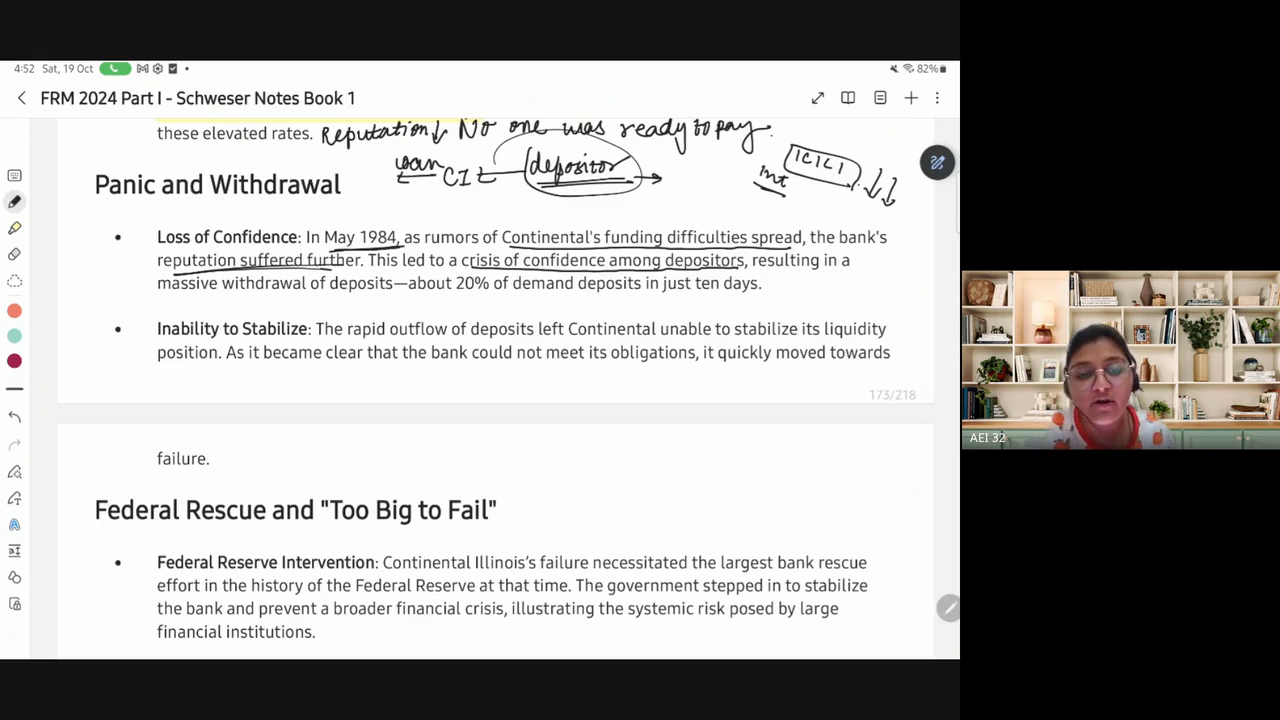 4:52 Sat, 19 Oct 82%
FRM 2024 Part I - Schweser Notes Book 1
these elevated rates. Reputation↓ No one was ready to pay.
loan CI depositor → int ICICI ↓↓
Panic and Withdrawal
• Loss of Confidence: In May 1984, as rumors of Continental's funding difficulties spread, the bank's
reputation suffered further. This led to a crisis of confidence among depositors, resulting in a
massive withdrawal of deposits—about 20% of demand deposits in just ten days.
• Inability to Stabilize: The rapid outflow of deposits left Continental unable to stabilize its liquidity
position. As it became clear that the bank could not meet its obligations, it quickly moved towards
173/218
failure.
Federal Rescue and "Too Big to Fail"
• Federal Reserve Intervention: Continental Illinois's failure necessitated the largest bank rescue
effort in the history of the Federal Reserve at that time. The government stepped in to stabilize
the bank and prevent a broader financial crisis, illustrating the systemic risk posed by large
financial institutions.
AEI 32